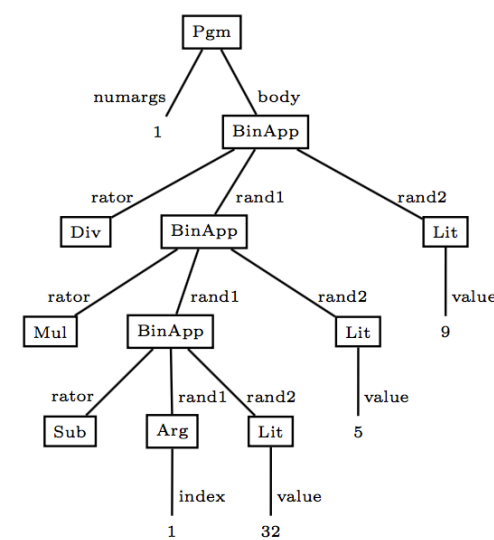 Pgm
numargs body
1 BinApp
rator rand1 rand2
Div BinApp Lit
rator rand1 rand2 value
Mul BinApp Lit 9
rator rand1 rand2 value
Sub Arg Lit 5
index value
1 32